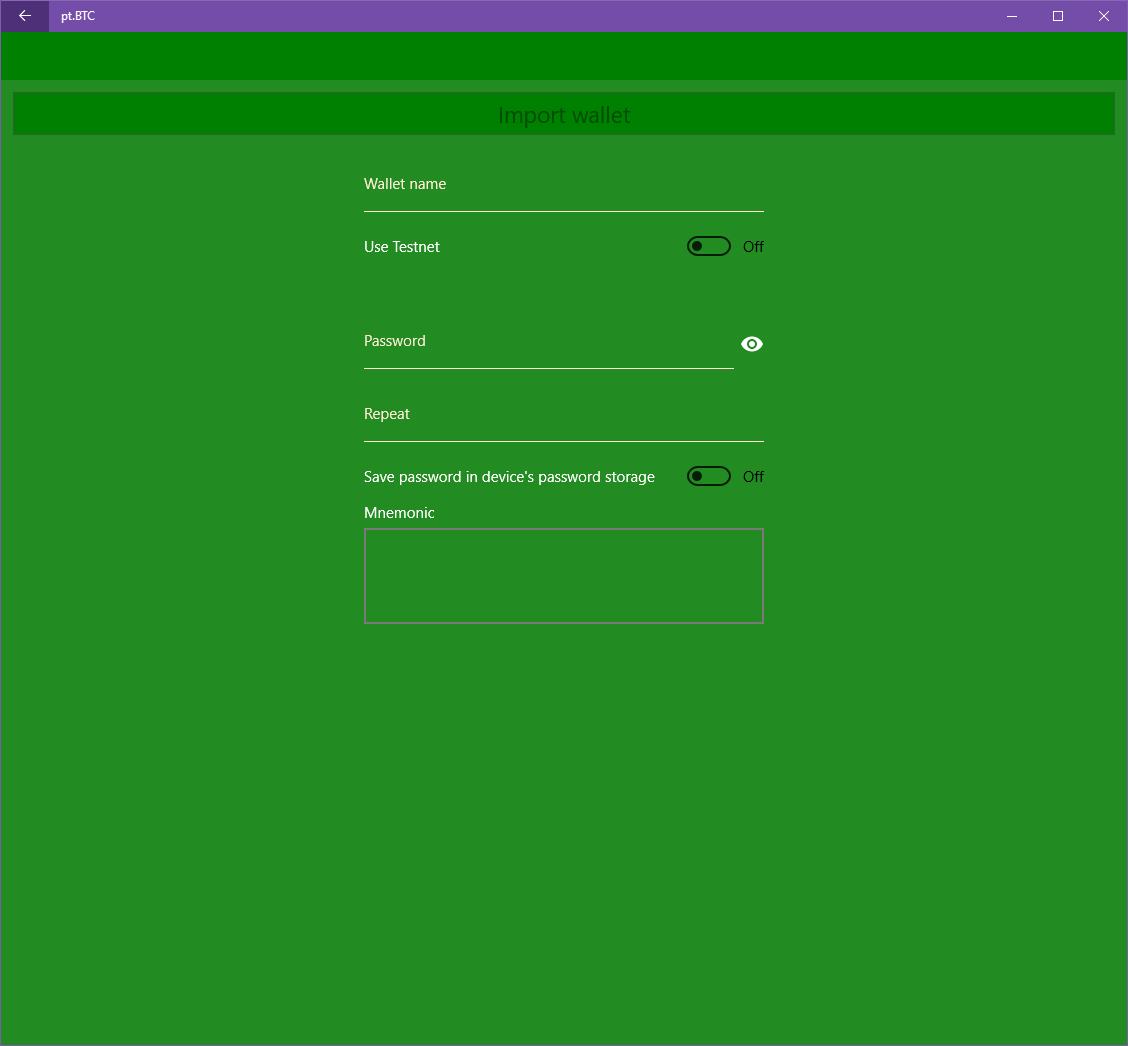 pt.BTC
Import wallet
Wallet name
Use Testnet Off
Password
Repeat
Save password in device's password storage Off
Mnemonic